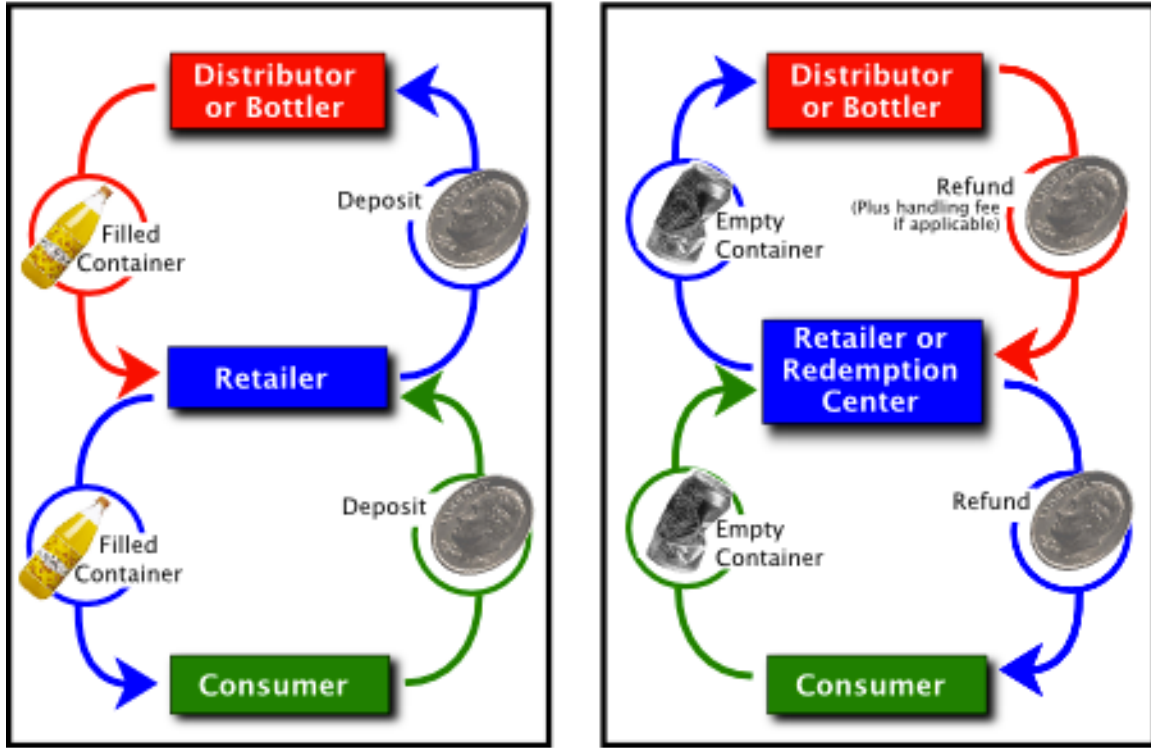 Distributor
or Bottler
Deposit
Filled
Container
Retailer
Deposit
Filled
Container
Consumer
Distributor
or Bottler
Refund
(Plus handling fee
if applicable)
Empty
Container
Retailer or
Redemption
Center
Refund
Empty
Container
Consumer